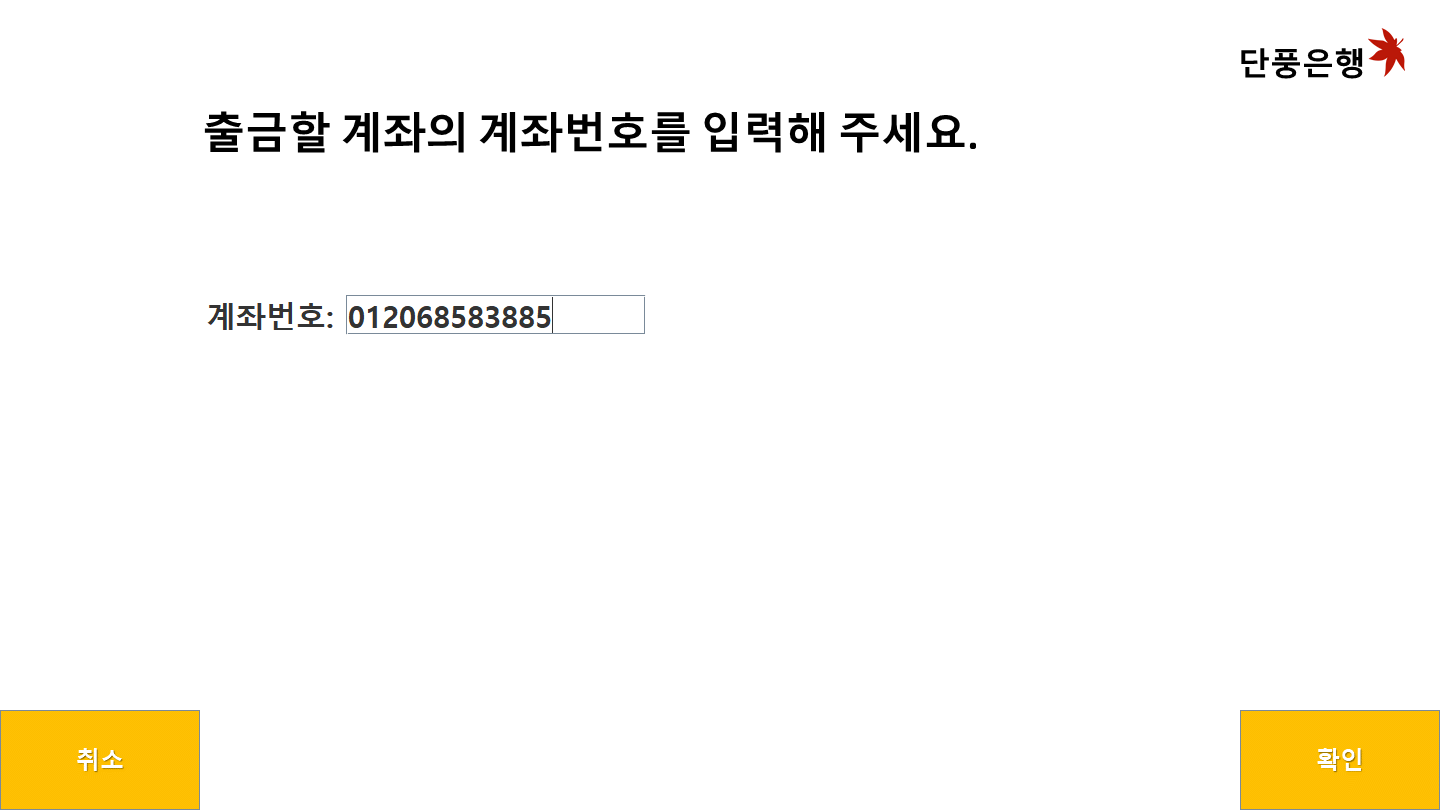 단풍은행
출금할 계좌의 계좌번호를 입력해 주세요.
계좌번호: 012068583885
취소
확인